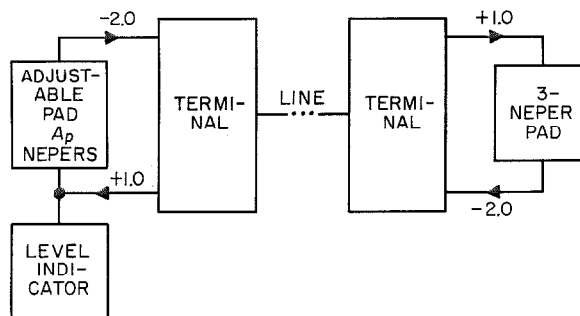 -2.0
+1.0
ADJUST-
ABLE
PAD
Ap
NEPERS
TERMI-
NAL
LINE
TERMI-
NAL
3-
NEPER
PAD
+1.0
-2.0
LEVEL
INDI-
CATOR